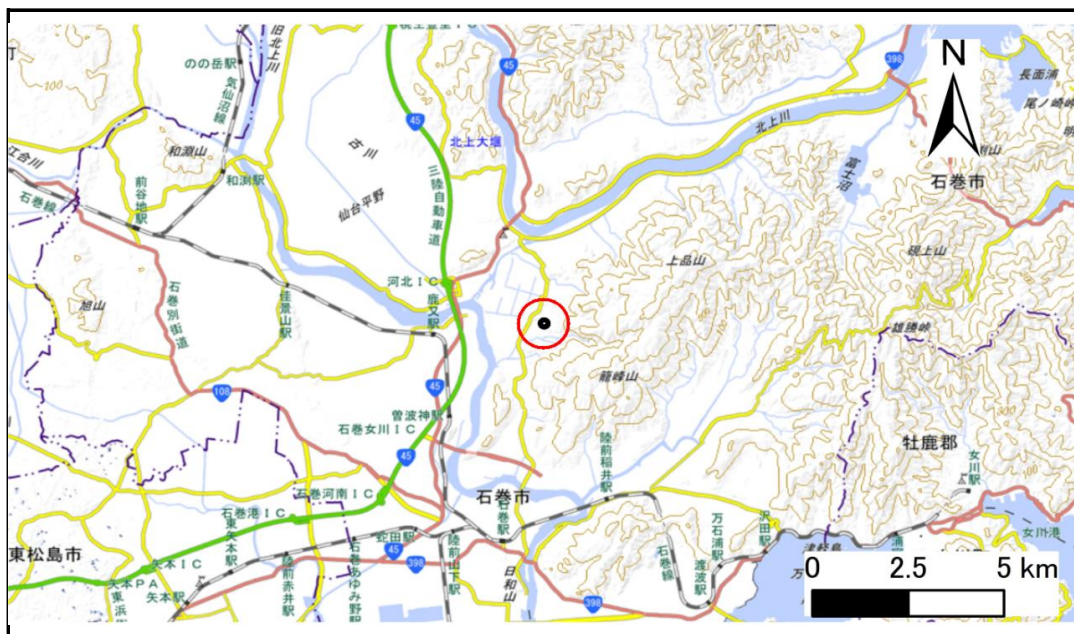 旧北上川
のの岳駅
気仙沼線
和渕山
和渕駅
江合川
石巻線
前谷地駅
旭山
石巻別街道
佳景山駅
108
古川
仙台平野
45
三陸自動車道
北上大堰
45
398
北上川
富士沼
長面浦
尾ノ崎峠
N
石巻市
河北IC
鹿又駅
上品山
硯上山
雄勝峠
籠峰山
45
曽波神駅
石巻女川IC
45
石巻河南IC
石巻港IC
東矢本駅
矢本IC
矢本PA
矢本駅
東松島市
陸前赤井駅
石巻あゆみ野駅
蛇田駅
45
398
陸前山下駅
石巻市
石巻駅
日和山
陸前稲井駅
石巻線
万石浦駅
渡波駅
沢田駅
398
牡鹿郡
女川駅
女川港
0 2.5 5 km
100
300